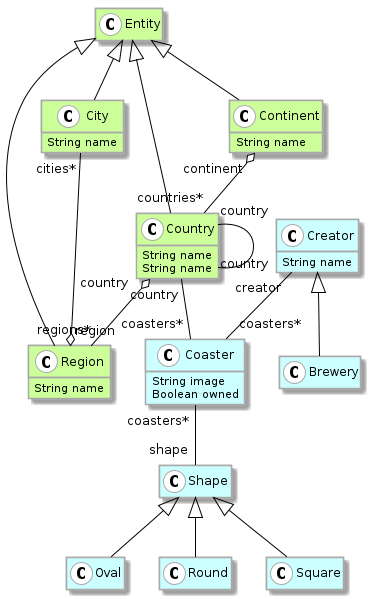 C Entity
C City
String name
C Continent
String name
cities*
continent
countries*
country
C Country
String name
String name
country
C Creator
String name
country
country
creator
regions*
region
coasters*
coasters*
C Region
String name
C Coaster
String image
Boolean owned
C Brewery
coasters*
shape
C Shape
C Oval
C Round
C Square